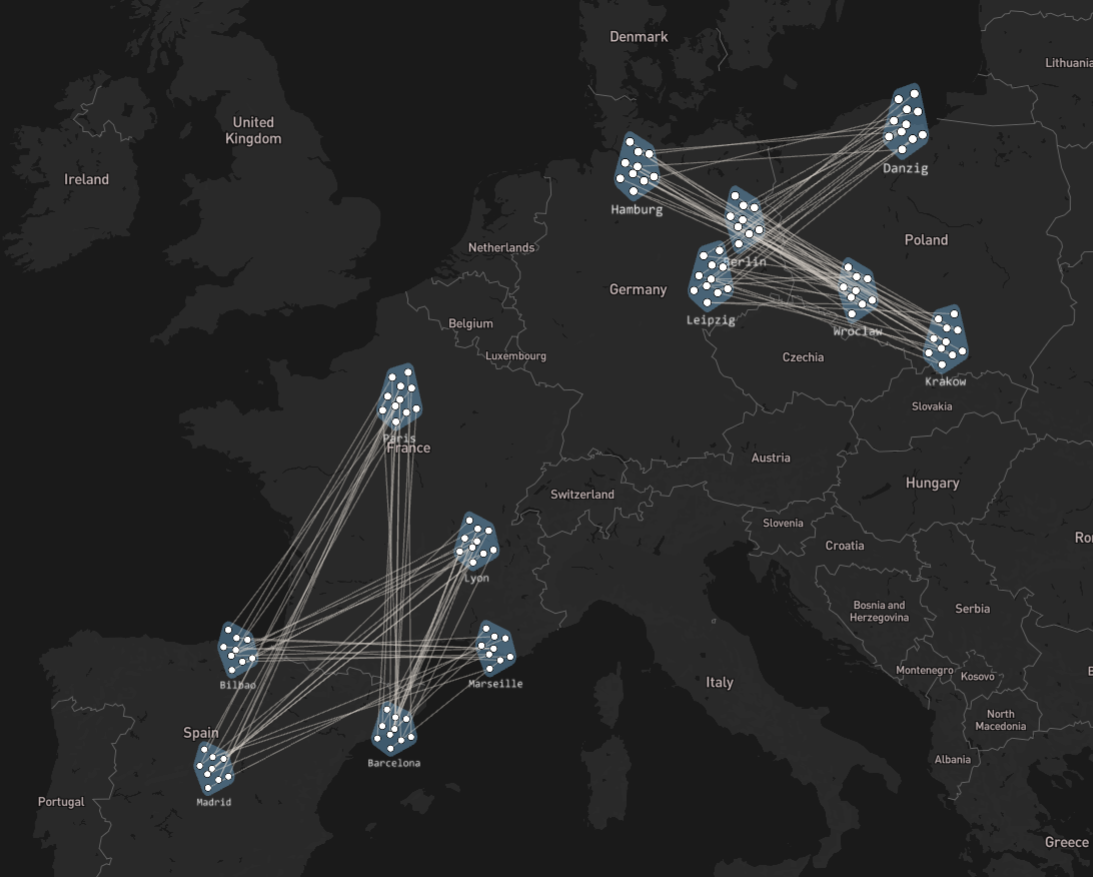 Denmark
Lithuania
United
Kingdom
Danzig
Ireland
Hamburg
Netherlands
Poland
Berlin
Germany
Leipzig
Belgium
Wroclaw
Luxembourg
Czechia
Krakow
Slovakia
Paris
France
Austria
Hungary
Switzerland
Slovenia
Croatia
Lyon
Bosnia and
Herzegovina
Serbia
Bilbao
Marseille
Montenegro
Kosovo
Italy
North
Macedonia
Spain
Barcelona
Albania
Madrid
Portugal
Greece